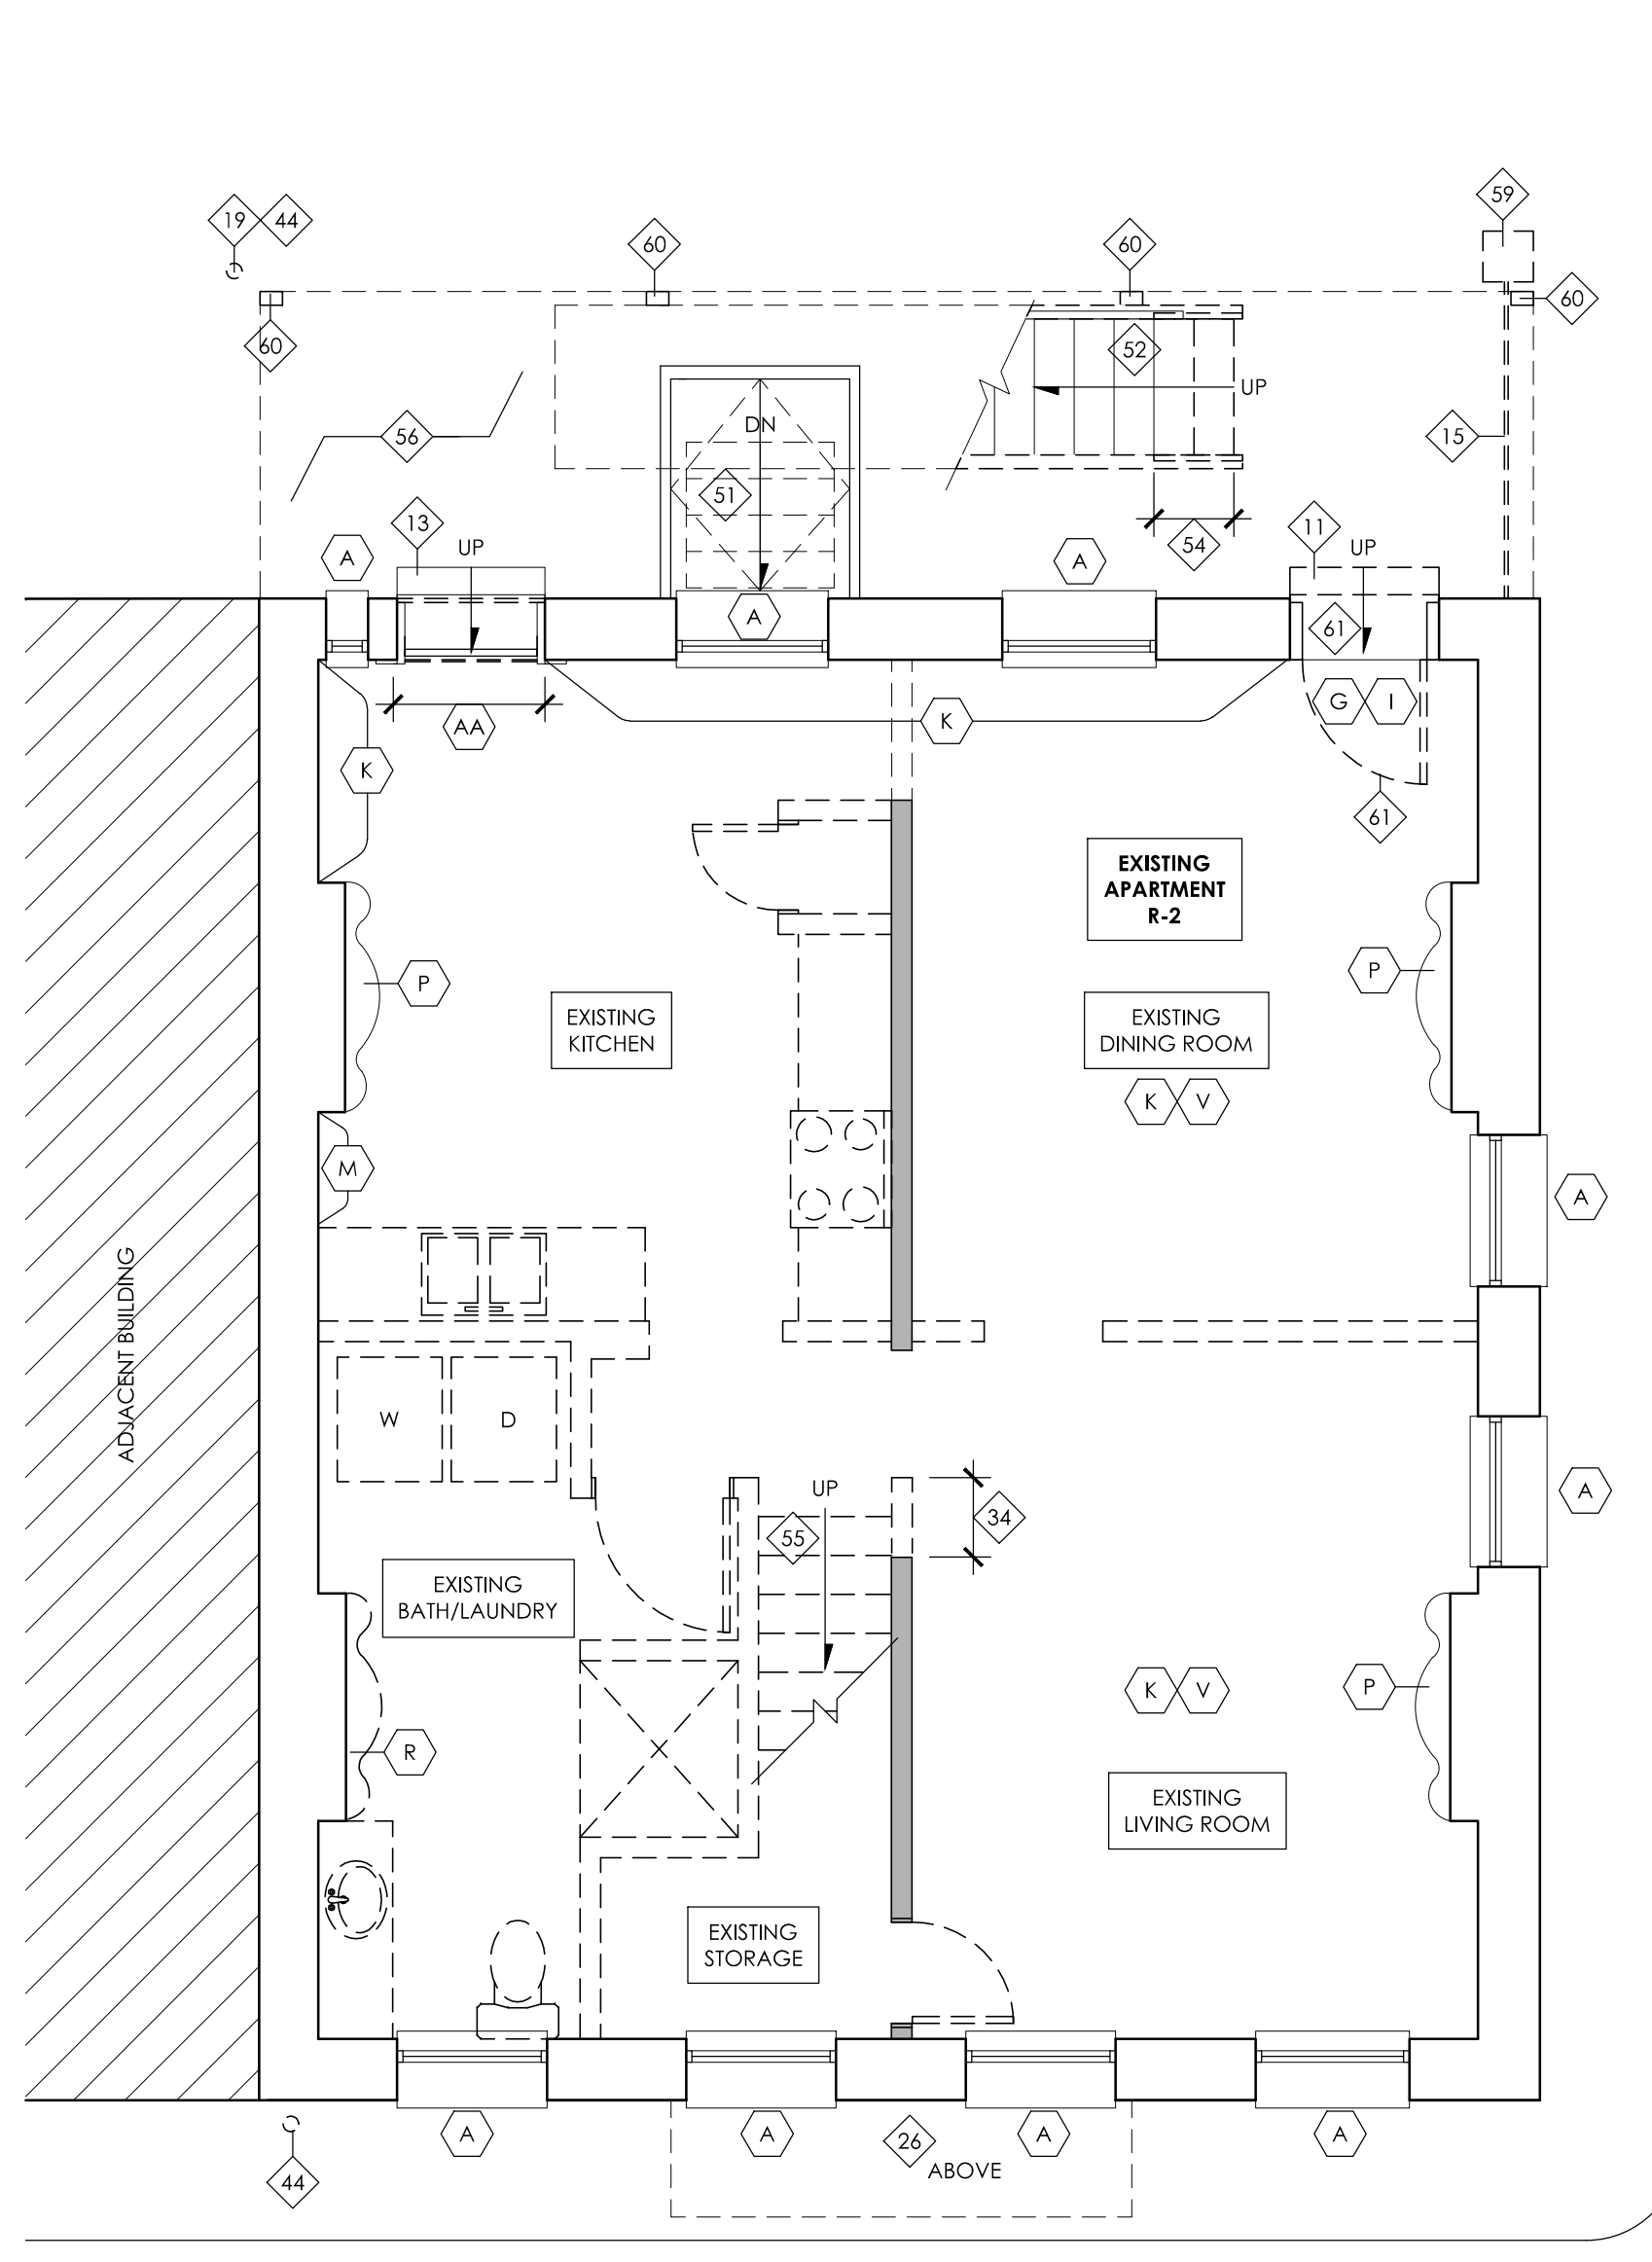 59
19
44
60
60
60
60
52
UP
DN
56
15
51
13
11
54
UP
UP
A
A
A
61
G
I
K
AA
K
61
EXISTING
APARTMENT
R-2
P
P
EXISTING
KITCHEN
EXISTING
DINING ROOM
K
V
M
A
ADJACENT BUILDING
W
D
UP
A
34
55
EXISTING
BATH/LAUNDRY
K
V
P
R
EXISTING
LIVING ROOM
EXISTING
STORAGE
A
A
26
A
A
ABOVE
44